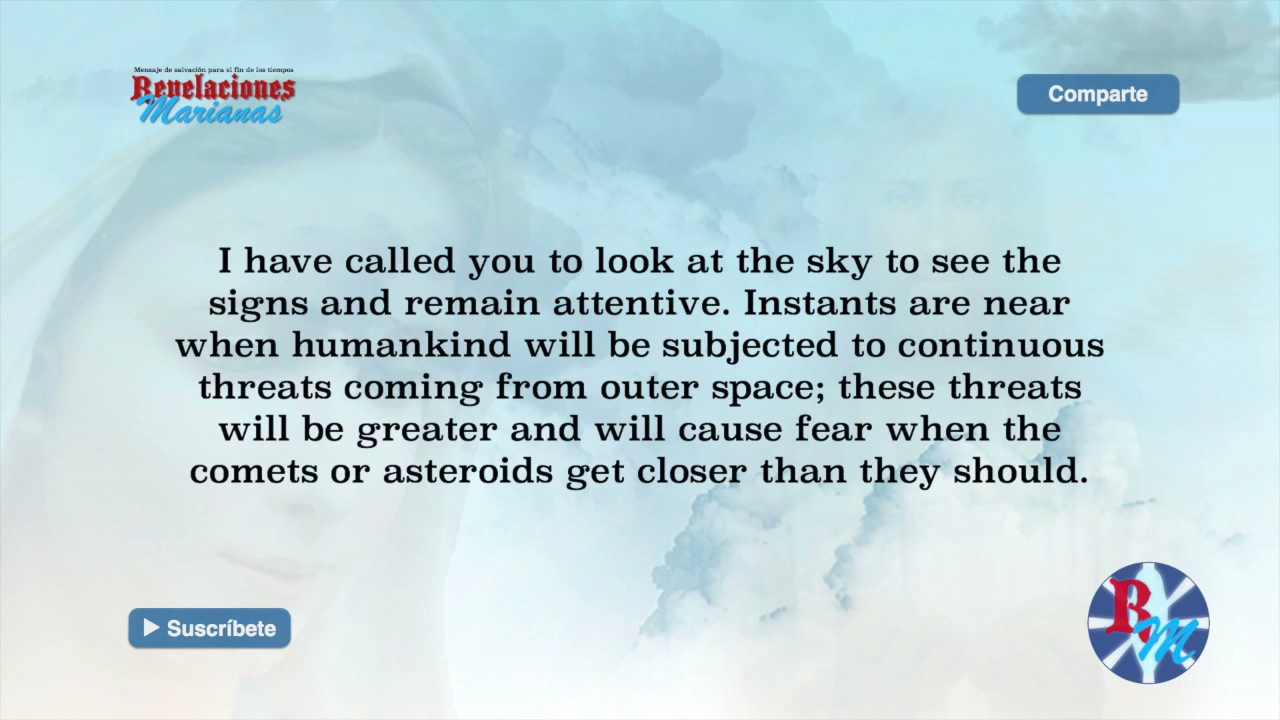 Mensaje de salvación para el fin de los tiempos
Revelaciones
Marianas
Comparte
I have called you to look at the sky to see the
signs and remain attentive. Instants are near
when humankind will be subjected to continuous
threats coming from outer space; these threats
will be greater and will cause fear when the
comets or asteroids get closer than they should.
Suscríbete
RM